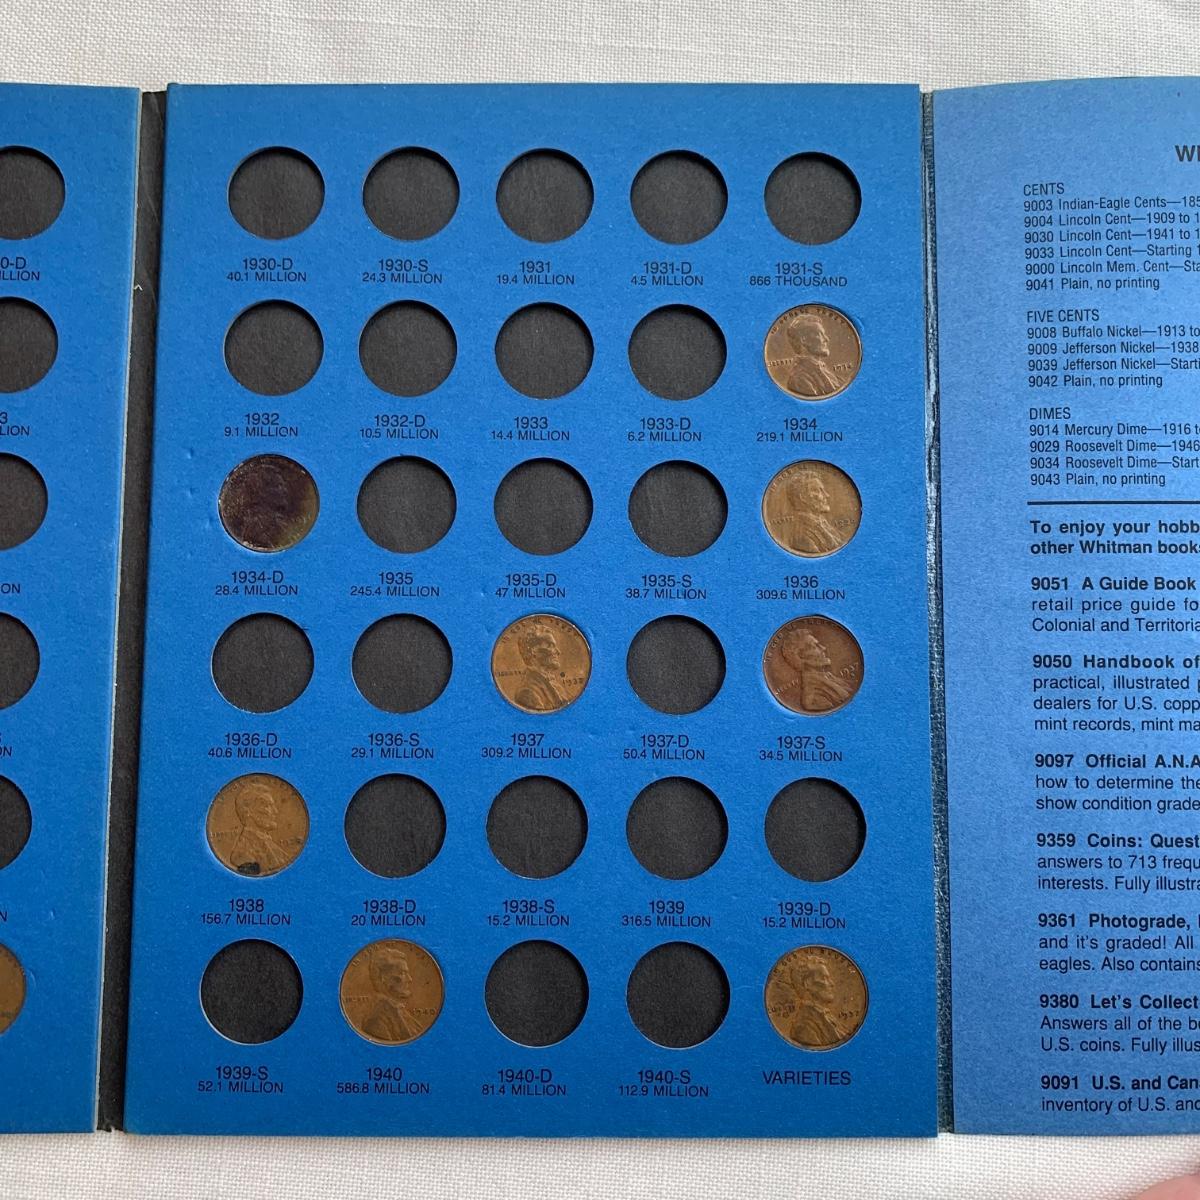 0-D
LLION
3
LION
ON
N
N
1930-D
40.1 MILLION
1930-S
24.3 MILLION
1931
19.4 MILLION
1931-D
4.5 MILLION
1931-S
866 THOUSAND
1932
9.1 MILLION
1932-D
10.5 MILLION
1933
14.4 MILLION
1933-D
6.2 MILLION
1934
219.1 MILLION
1934-D
28.4 MILLION
1935
245.4 MILLION
1935-D
47 MILLION
1935-S
38.7 MILLION
1936
309.6 MILLION
1936-D
40.6 MILLION
1936-S
29.1 MILLION
1937
309.2 MILLION
1937-D
50.4 MILLION
1937-S
34.5 MILLION
1938
156.7 MILLION
1938-D
20 MILLION
1938-S
15.2 MILLION
1939
316.5 MILLION
1939-D
15.2 MILLION
1939-S
52.1 MILLION
1940
586.8 MILLION
1940-D
81.4 MILLION
1940-S
112.9 MILLION
VARIETIES
LIBERTY
1937
1937
1940
1937
CENTS
9003 Indian-Eagle Cents—185
9004 Lincoln Cent—1909 to 1
9030 Lincoln Cent—1941 to 1
9033 Lincoln Cent—Starting 1
9000 Lincoln Mem. Cent—Sta
9041 Plain, no printing
FIVE CENTS
9008 Buffalo Nickel—1913 to
9009 Jefferson Nickel—1938
9039 Jefferson Nickel—Starti
9042 Plain, no printing
DIMES
9014 Mercury Dime—1916 to
9029 Roosevelt Dime—1946
9034 Roosevelt Dime—Start
9043 Plain, no printing
To enjoy your hobb
other Whitman book
9051 A Guide Book
retail price guide fo
Colonial and Territoria
9050 Handbook of
practical, illustrated
dealers for U.S. copp
mint records, mint ma
9097 Official A.N.A
how to determine the
show condition grade
9359 Coins: Quest
answers to 713 frequ
interests. Fully illustra
9361 Photograde,
and it's graded! All
eagles. Also contains
9380 Let's Collect
Answers all of the b
U.S. coins. Fully illus
9091 U.S. and Can
inventory of U.S. and